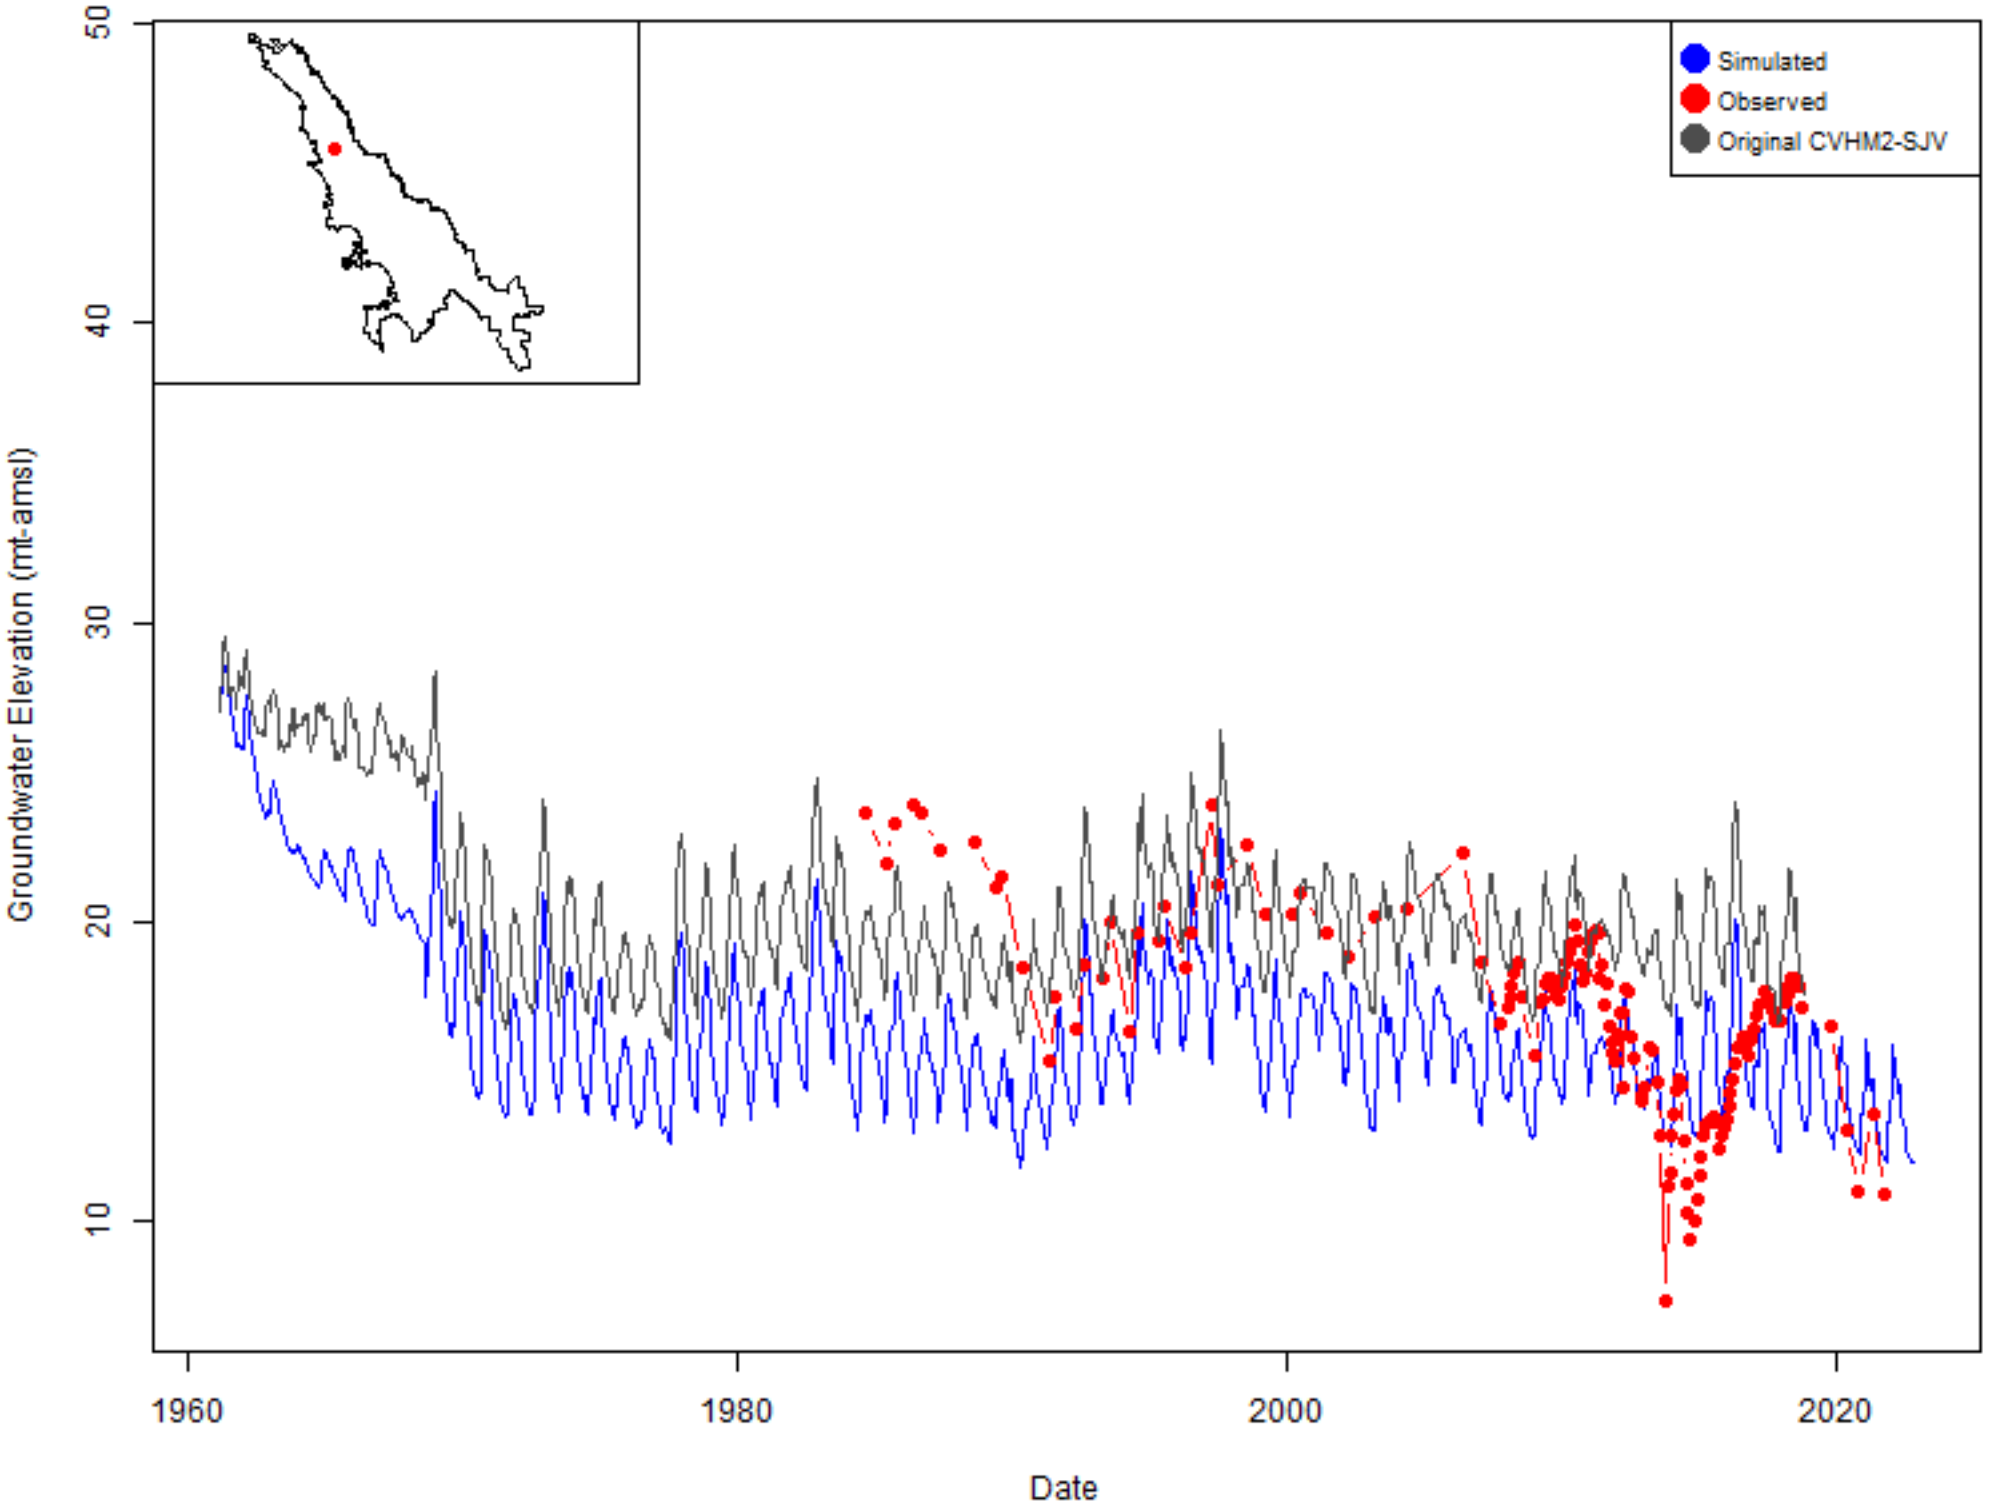 Simulated
Observed
Original CVHM2-SJV
Groundwater Elevation (mt-amsl)
50
40
30
20
10
1960 1980 2000 2020
Date